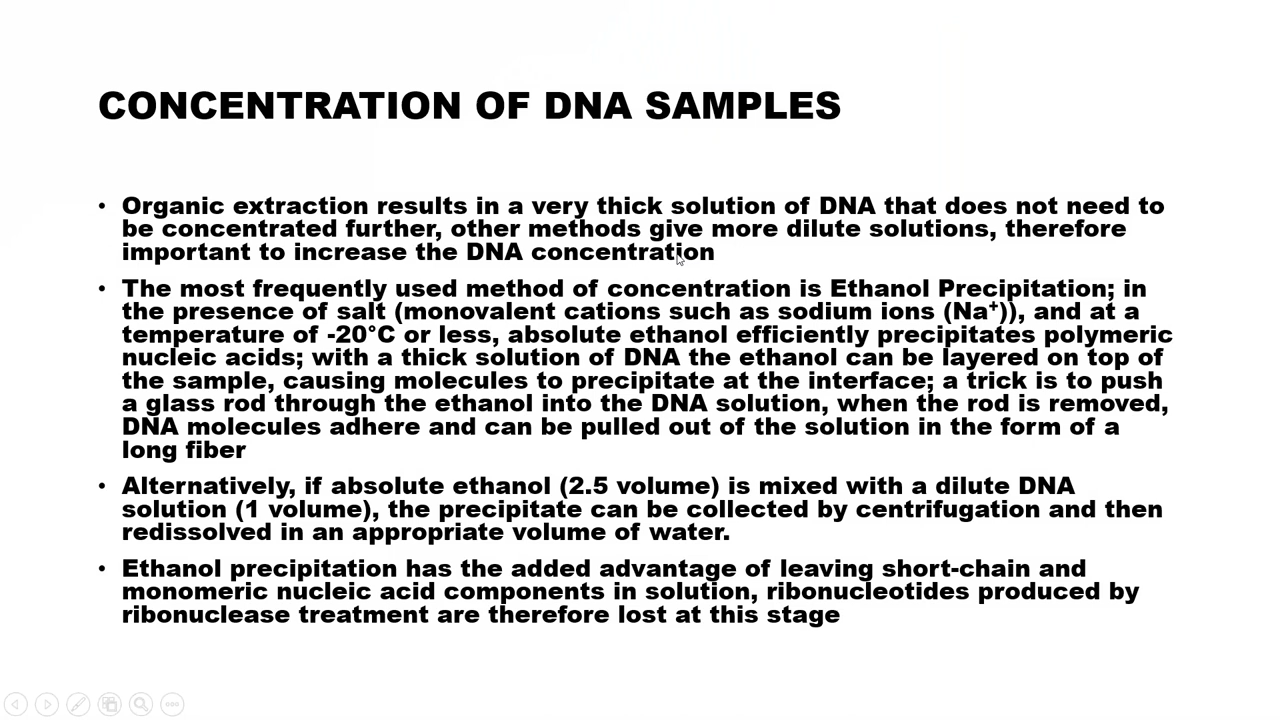 CONCENTRATION OF DNA SAMPLES
• Organic extraction results in a very thick solution of DNA that does not need to
be concentrated further, other methods give more dilute solutions, therefore
important to increase the DNA concentration
• The most frequently used method of concentration is Ethanol Precipitation; in
the presence of salt (monovalent cations such as sodium ions (Na⁺)), and at a
temperature of -20°C or less, absolute ethanol efficiently precipitates polymeric
nucleic acids; with a thick solution of DNA the ethanol can be layered on top of
the sample, causing molecules to precipitate at the interface; a trick is to push
a glass rod through the ethanol into the DNA solution, when the rod is removed,
DNA molecules adhere and can be pulled out of the solution in the form of a
long fiber
• Alternatively, if absolute ethanol (2.5 volume) is mixed with a dilute DNA
solution (1 volume), the precipitate can be collected by centrifugation and then
redissolved in an appropriate volume of water.
• Ethanol precipitation has the added advantage of leaving short-chain and
monomeric nucleic acid components in solution, ribonucleotides produced by
ribonuclease treatment are therefore lost at this stage